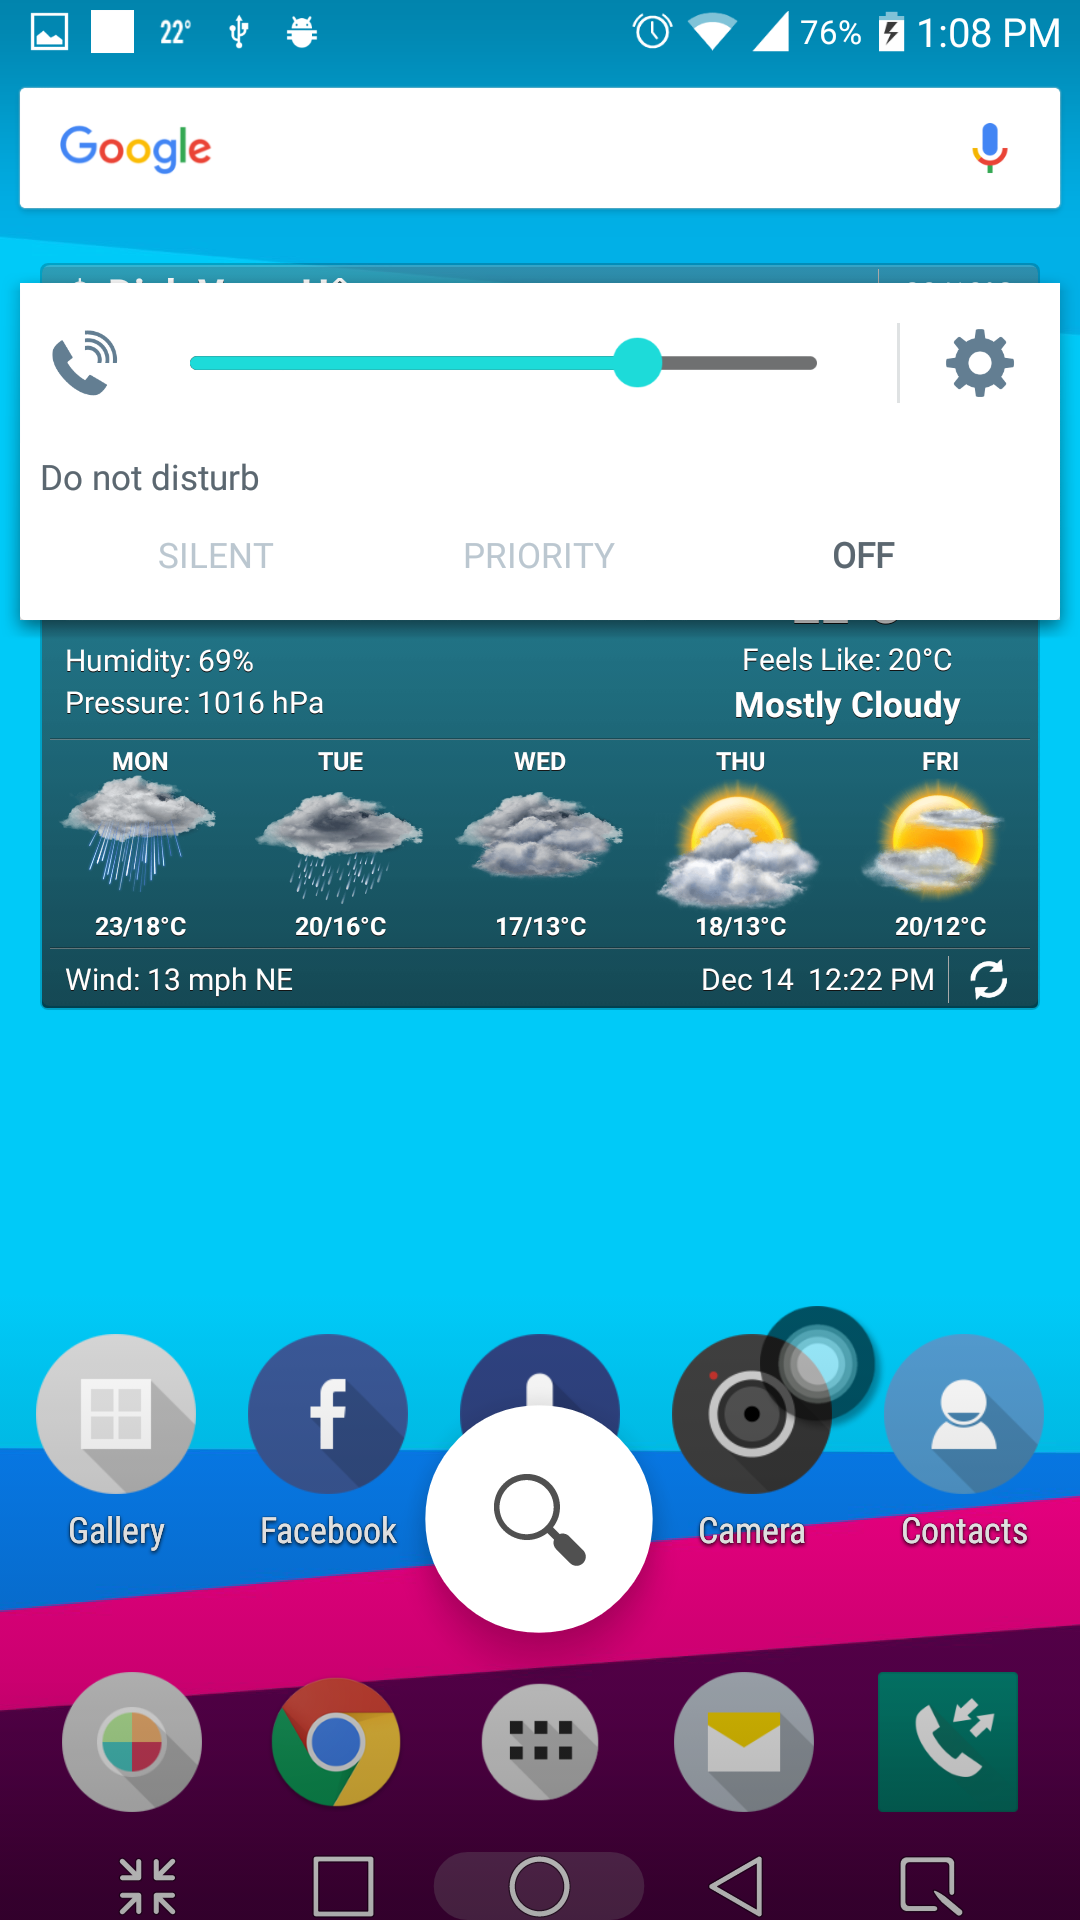 22°
76%
1:08 PM
Google
Do not disturb
SILENT PRIORITY OFF
Humidity: 69%
Feels Like: 20°C
Pressure: 1016 hPa
Mostly Cloudy
MON TUE WED THU FRI
23/18°C 20/16°C 17/13°C 18/13°C 20/12°C
Wind: 13 mph NE
Dec 14 12:22 PM
Gallery Facebook Camera Contacts